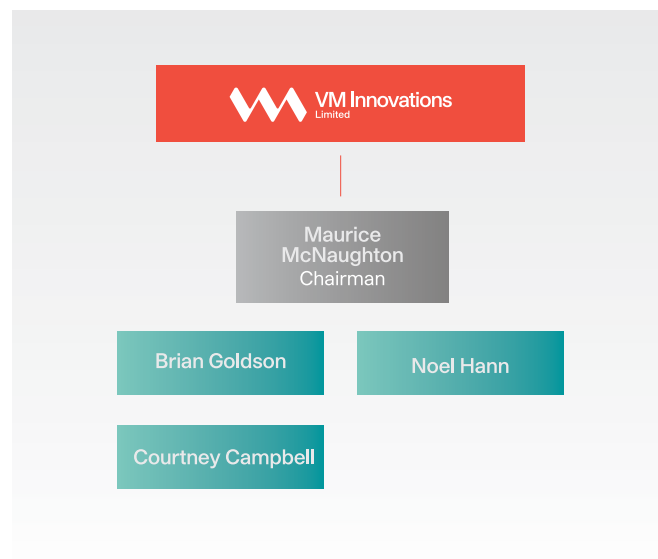 VM Innovations
Limited
Maurice
McNaughton
Chairman
Brian Goldson
Noel Hann
Courtney Campbell